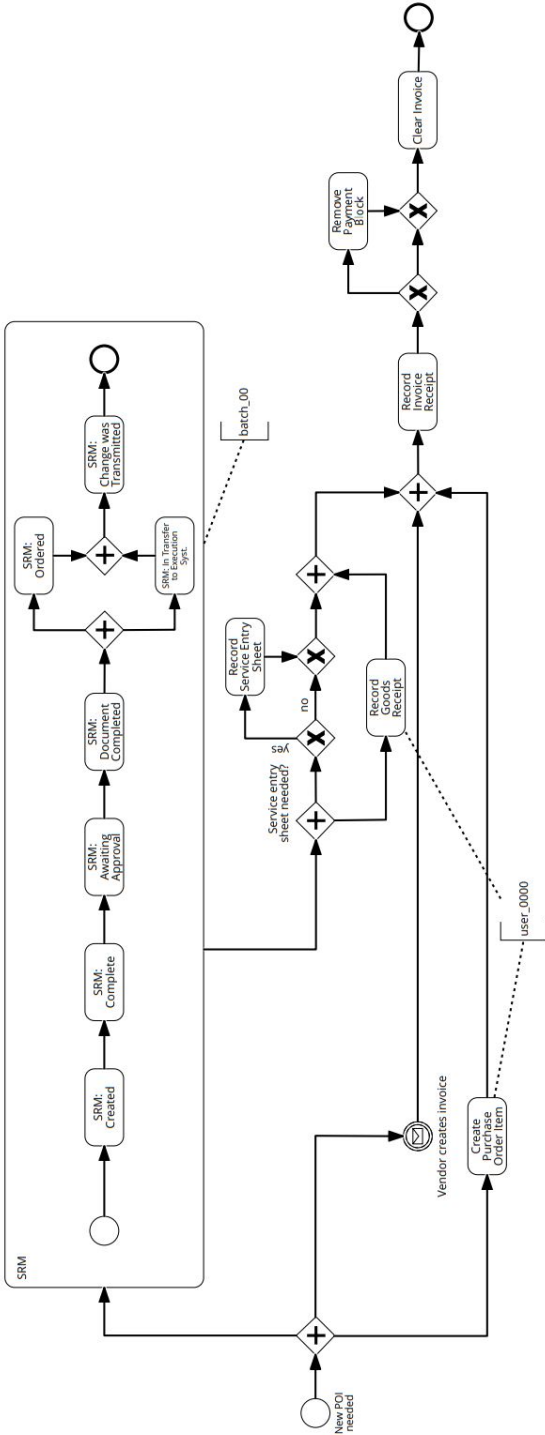 SRM
SRM:
Created
SRM:
Complete
SRM:
Awaiting
Approval
SRM:
Document
Completed
SRM:
Ordered
SRM: In Transfer
to Execution
Syst.
SRM:
Change was
Transmitted
batch_00
New POI
needed
Service entry
sheet needed?
yes
no
Record
Service Entry
Sheet
Record
Goods
Receipt
Vendor creates invoice
Create
Purchase
Order Item
user_0000
Record
Invoice
Receipt
Remove
Payment
Block
Clear Invoice